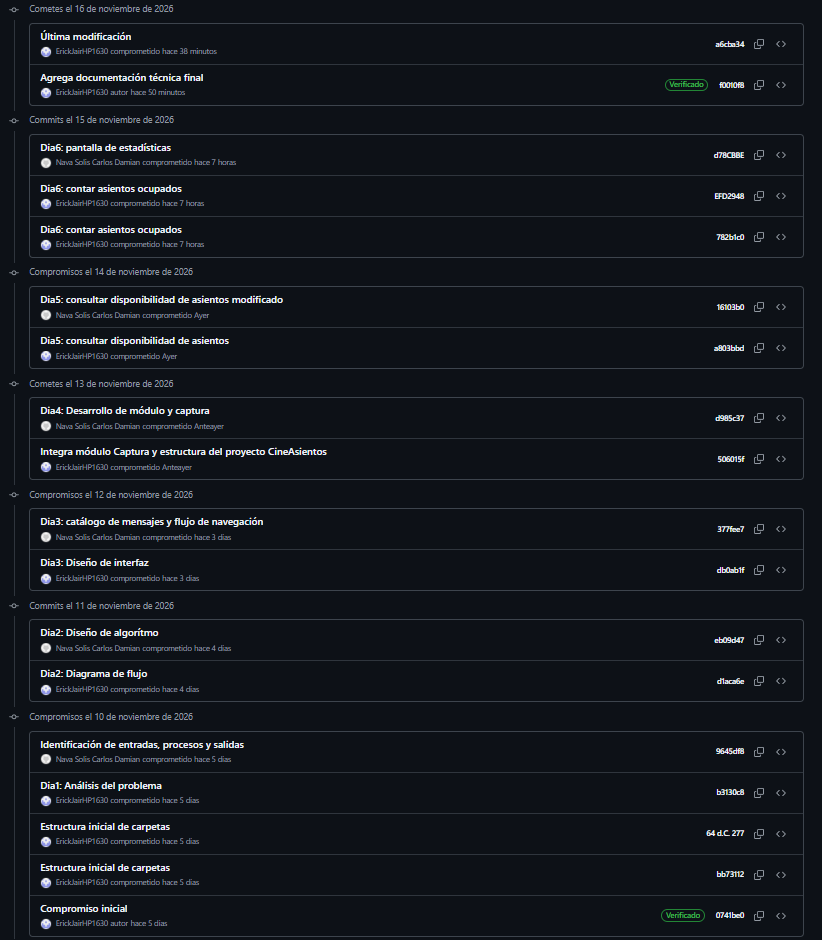 Cometes el 16 de noviembre de 2026
Última modificación
ErickJairHP1630 comprometido hace 38 minutos
a6cba34
Agrega documentación técnica final
ErickJairHP1630 autor hace 50 minutos
Verificado
f0010f8
Commits el 15 de noviembre de 2026
Dia6: pantalla de estadísticas
Nava Solis Carlos Damian comprometido hace 7 horas
d78CBBE
Dia6: contar asientos ocupados
ErickJairHP1630 comprometido hace 7 horas
EFD2948
Dia6: contar asientos ocupados
ErickJairHP1630 comprometido hace 7 horas
782b1c0
Compromisos el 14 de noviembre de 2026
Dia5: consultar disponibilidad de asientos modificado
Nava Solis Carlos Damian comprometido Ayer
16103b0
Dia5: consultar disponibilidad de asientos
ErickJairHP1630 comprometido Ayer
a803bbd
Cometes el 13 de noviembre de 2026
Dia4: Desarrollo de módulo y captura
Nava Solis Carlos Damian comprometido Anteayer
d985c37
Integra módulo Captura y estructura del proyecto CineAsientos
ErickJairHP1630 comprometido Anteayer
506015f
Compromisos el 12 de noviembre de 2026
Dia3: catálogo de mensajes y flujo de navegación
Nava Solis Carlos Damian comprometido hace 3 días
377fee7
Dia3: Diseño de interfaz
ErickJairHP1630 comprometido hace 3 días
db0ab1f
Commits el 11 de noviembre de 2026
Dia2: Diseño de algorítmo
Nava Solis Carlos Damian comprometido hace 4 días
eb09d47
Dia2: Diagrama de flujo
ErickJairHP1630 comprometido hace 4 días
d1aca6e
Compromisos el 10 de noviembre de 2026
Identificación de entradas, procesos y salidas
Nava Solis Carlos Damian comprometido hace 5 días
9645df8
Dia1: Análisis del problema
ErickJairHP1630 comprometido hace 5 días
b3130c8
Estructura inicial de carpetas
ErickJairHP1630 comprometido hace 5 días
64 d.C. 277
Estructura inicial de carpetas
ErickJairHP1630 comprometido hace 5 días
bb73112
Compromiso inicial
ErickJairHP1630 autor hace 5 días
Verificado
0741be0